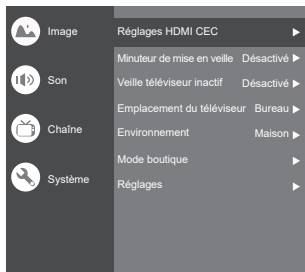 Image
Son
Chaîne
Système
Réglages HDMI CEC
Minuteur de mise en veille Désactivé
Veille téléviseur inactif Désactivé
Emplacement du téléviseur Bureau
Environnement Maison
Mode boutique
Réglages